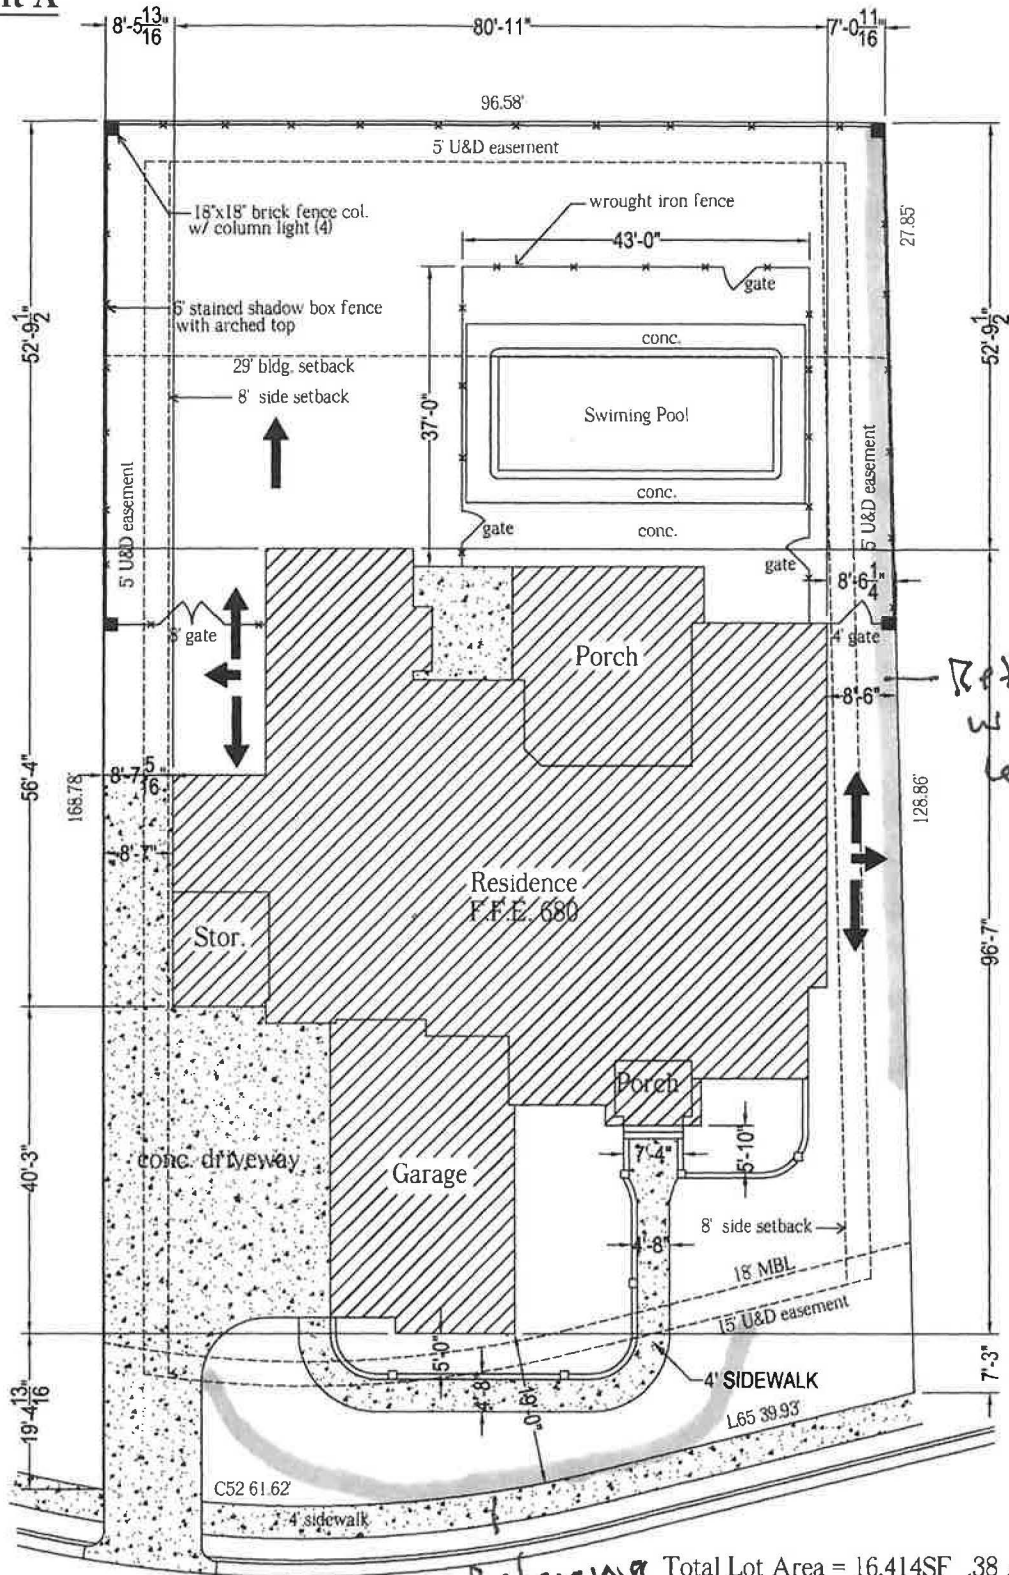 8'-5 13/16"
80'-11"
7'-0 11/16"
96.58'
5' U&D easement
18"x18" brick fence col.
w/ column light (4)
wrought iron fence
43'-0"
gate
27.85'
52'-9 1/2"
6' stained shadow box fence
with arched top
conc.
52'-9 1/2"
29' bldg. setback
8' side setback
37'-0"
Swiming Pool
5' U&D easement
5' U&D easement
conc.
gate
conc.
gate
8'-6 1/4"
gate
4' gate
Porch
8'-6"
56'-4"
168.78'
8'-7 5/16"
128.86'
8'-7"
Residence
F.F.E. 680
Stor.
96'-7"
Porch
5'-10"
7'-4"
conc. driveway
Garage
40'-3"
8' side setback
4'-8"
18' MBL
15' U&D easement
5'-0"
4'-8"
19'-0"
4' SIDEWALK
7'-3"
19'-4 13/16"
L65 39.93'
C52 61.62'
4' sidewalk
Total Lot Area = 16,414SF .38